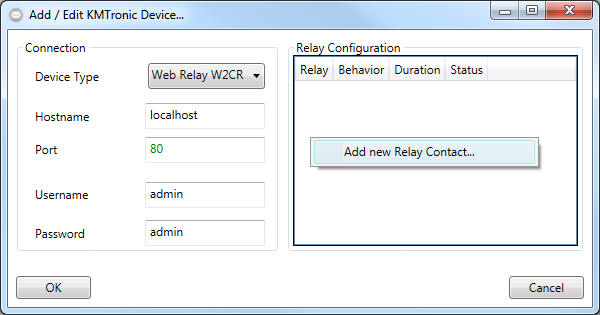 Add / Edit KMTronic Device...
Connection
Device Type
Web Relay W2CR
Hostname
localhost
Port
80
Username
admin
Password
admin
Relay Configuration
Relay Behavior Duration Status
Add new Relay Contact...
OK
Cancel